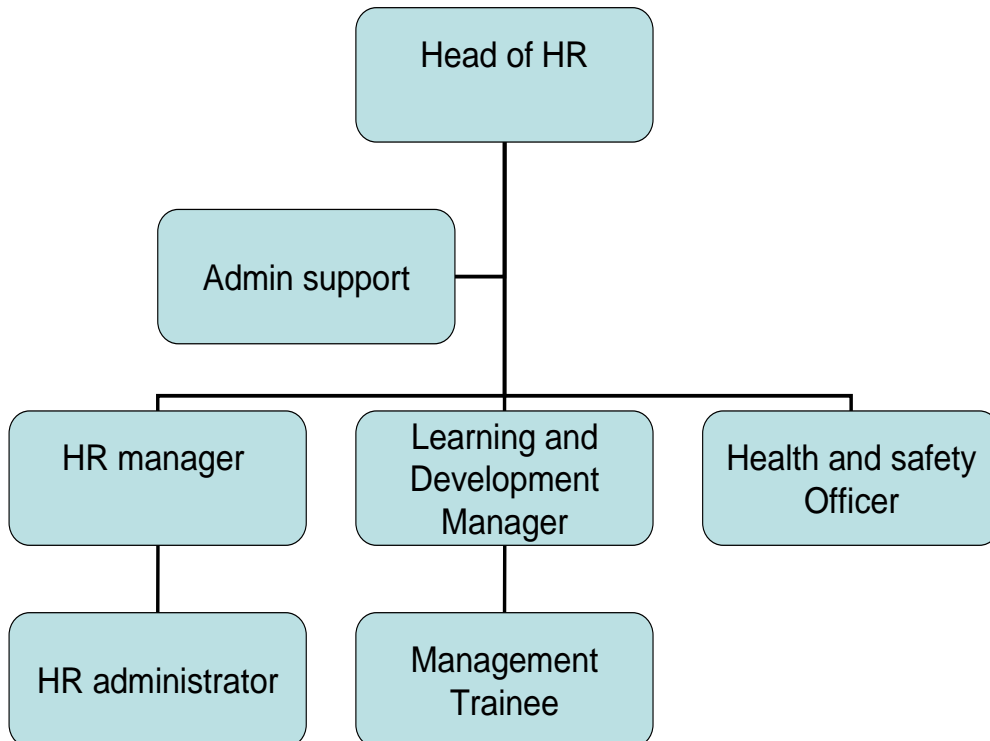 Head of HR
Admin support
HR manager
Learning and
Development
Manager
Health and safety
Officer
HR administrator
Management
Trainee